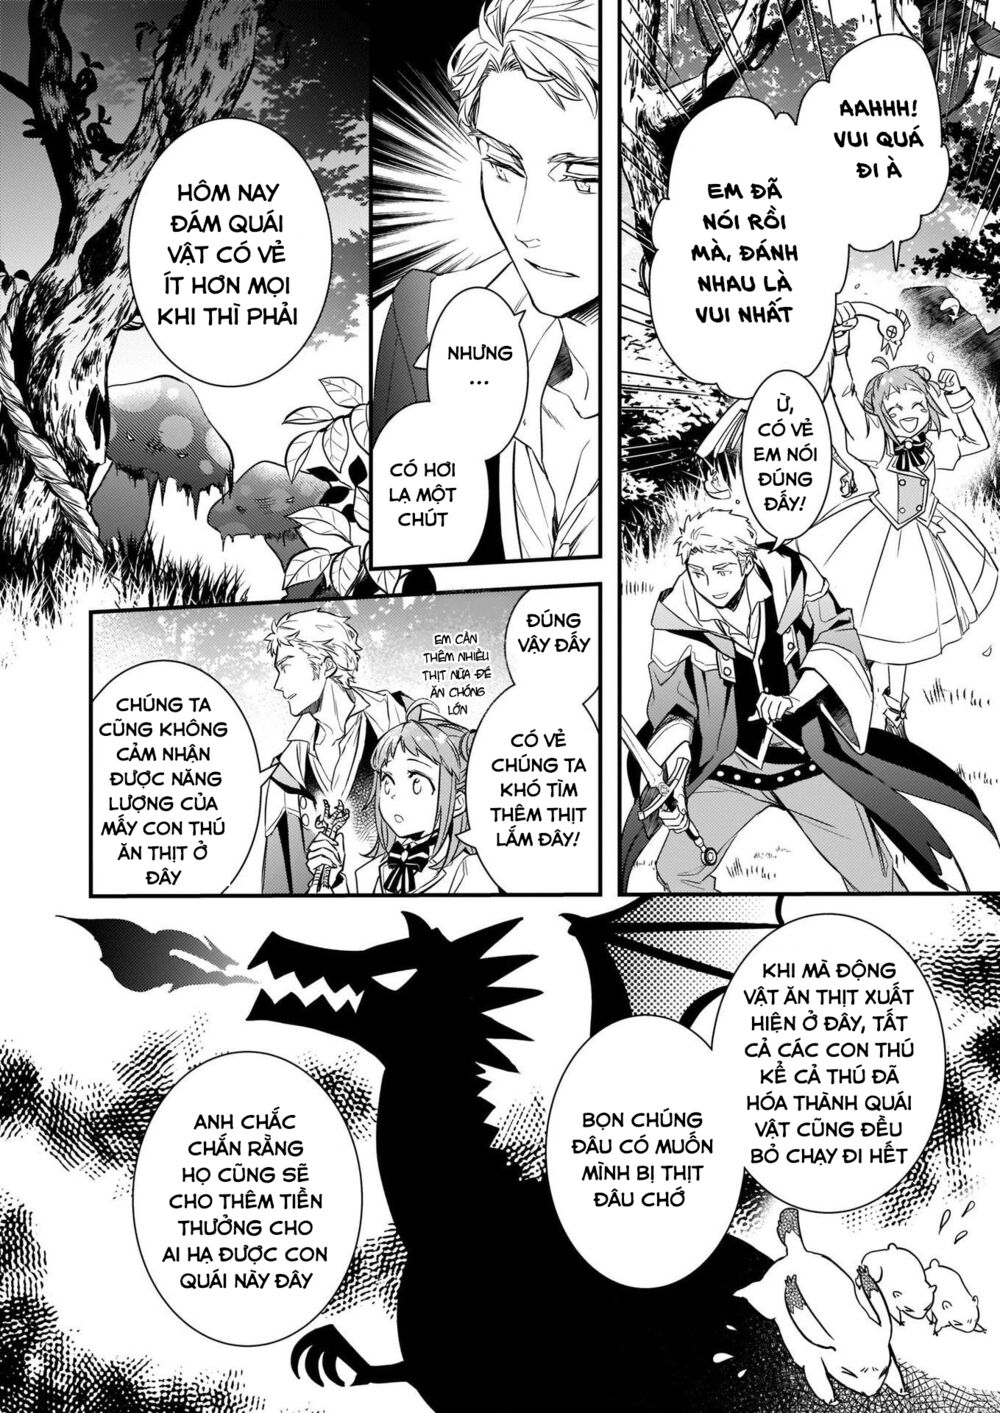 AAHHH!
VUI QUÁ
ĐI À
EM ĐÃ
NÓI RỒI
MÀ, ĐÁNH
NHAU LÀ
VUI NHẤT
Ừ,
CÓ VẺ
EM NÓI
ĐÚNG
ĐẤY!
NHƯNG
...
CÓ HƠI
LẠ MỘT
CHÚT
HÔM NAY
ĐÁM QUÁI
VẬT CÓ VẺ
ÍT HƠN MỌI
KHI THÌ PHẢI
ĐÚNG
VẬY ĐẤY
CÓ VẺ
CHÚNG TA
KHÓ TÌM
THÊM THỊT
LẮM ĐÂY!
EM CẦN
THÊM NHIỀU
THỊT NỮA ĐỂ
ĂN CHÓNG
LỚN
CHÚNG TA
CŨNG KHÔNG
CẢM NHẬN
ĐƯỢC NĂNG
LƯỢNG CỦA
MẤY CON THÚ
ĂN THỊT Ở
ĐÂY
KHI MÀ ĐỘNG
VẬT ĂN THỊT XUẤT
HIỆN Ở ĐÂY, TẤT
CẢ CÁC CON THÚ
KỂ CẢ THÚ ĐÃ
HÓA THÀNH QUÁI
VẬT CŨNG ĐỀU
BỎ CHẠY ĐI HẾT
BỌN CHÚNG
ĐÂU CÓ MUỐN
MÌNH BỊ THỊT
ĐÂU CHỚ
ANH CHẮC
CHẮN RẰNG
HỌ CŨNG SẼ
CHO THÊM TIỀN
THƯỞNG CHO
AI HẠ ĐƯỢC CON
QUÁI NÀY ĐÂY